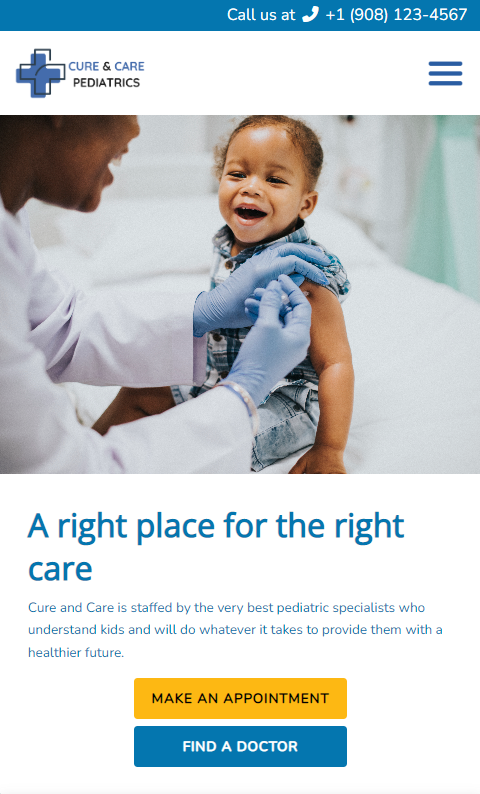 Call us at +1 (908) 123-4567
CURE & CARE
PEDIATRICS
A right place for the right
care
Cure and Care is staffed by the very best pediatric specialists who
understand kids and will do whatever it takes to provide them with a
healthier future.
MAKE AN APPOINTMENT
FIND A DOCTOR